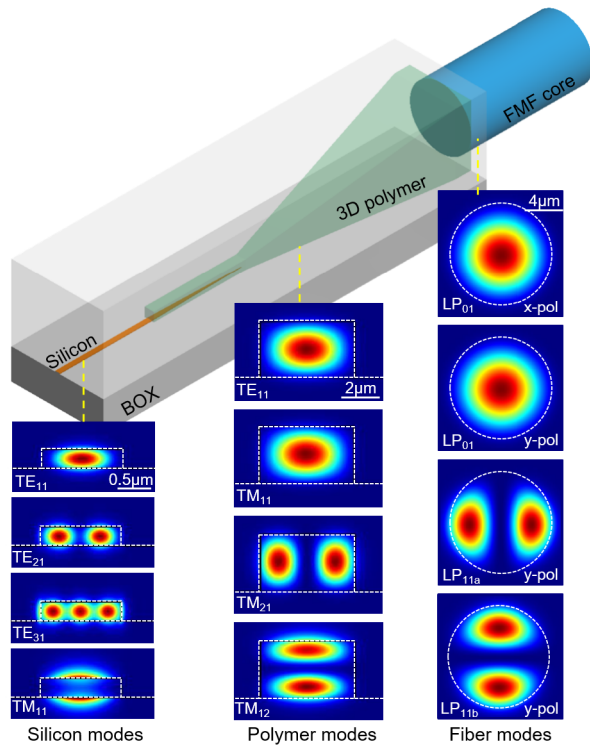 FMF core
3D polymer
Silicon
BOX
TE11
0.5μm
TE21
TE31
TM11
Silicon modes
TE11
2μm
TM11
TM21
TM12
Polymer modes
4μm
LP01
x-pol
LP01
y-pol
LP11a
y-pol
LP11b
y-pol
Fiber modes